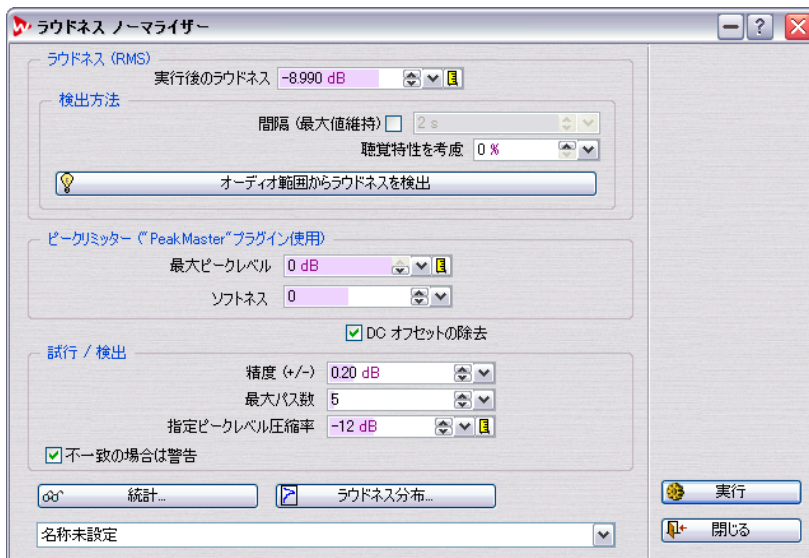 ラウドネス ノーマライザー
ラウドネス (RMS)
実行後のラウドネス -8.990 dB
検出方法
間隔 (最大値維持) 2 s
聴覚特性を考慮 0 %
オーディオ範囲からラウドネスを検出
ピークリミッター ("PeakMaster"プラグイン使用)
最大ピークレベル 0 dB
ソフトネス 0
DC オフセットの除去
試行 / 検出
精度 (+/-) 0.20 dB
最大パス数 5
指定ピークレベル圧縮率 -12 dB
不一致の場合は警告
統計... ラウドネス分布...
実行
名称未設定
閉じる